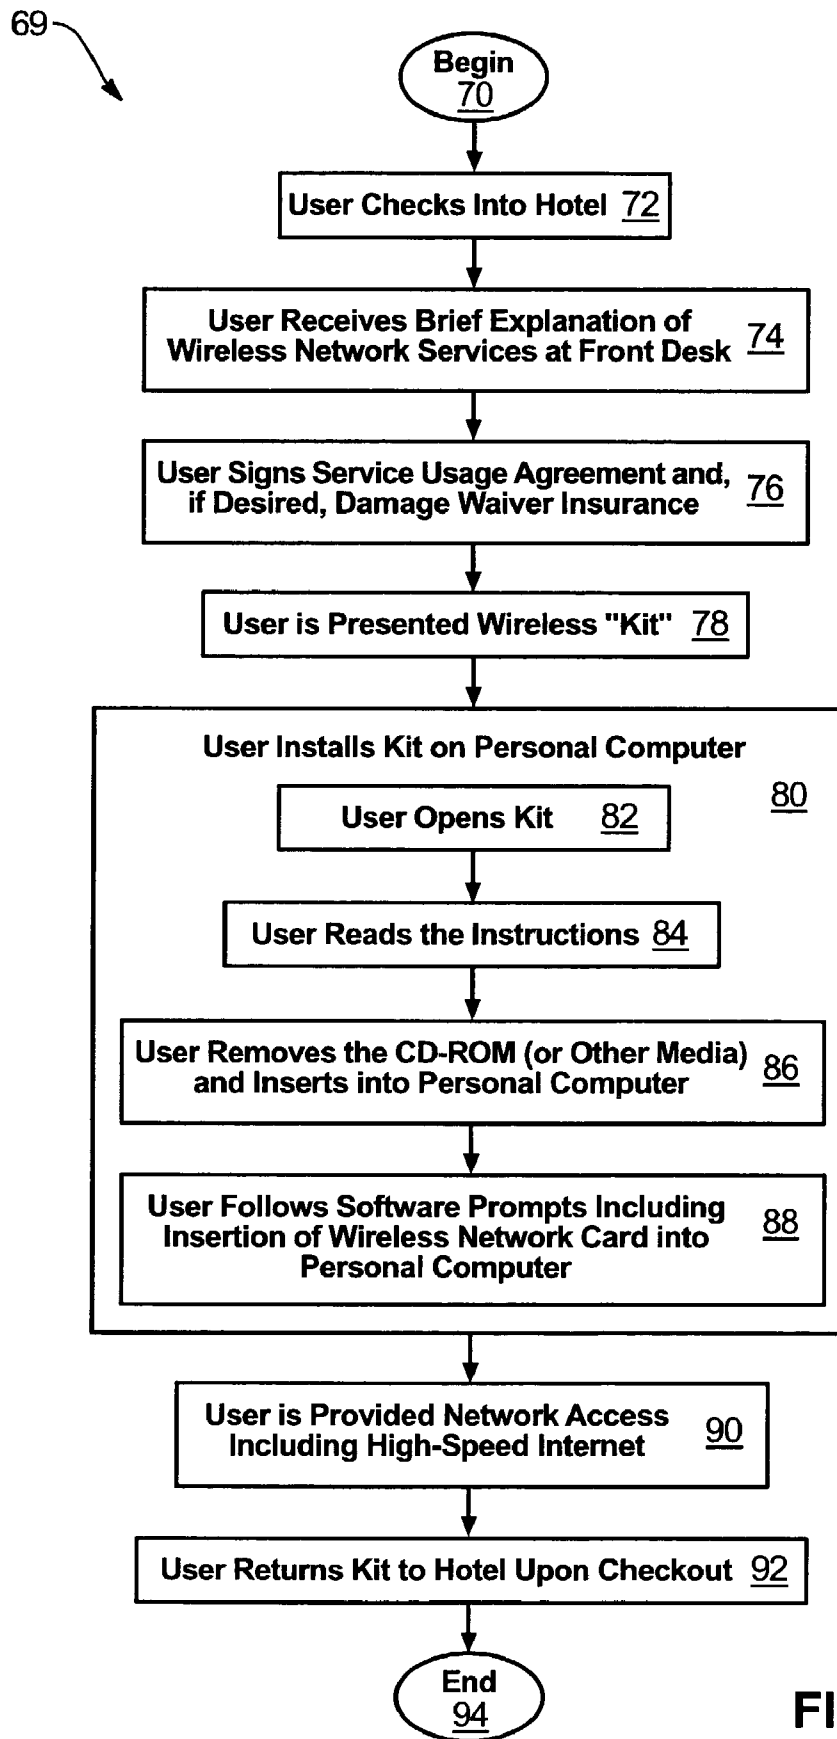 69
Begin
70
User Checks Into Hotel 72
User Receives Brief Explanation of
Wireless Network Services at Front Desk 74
User Signs Service Usage Agreement and,
if Desired, Damage Waiver Insurance 76
User is Presented Wireless "Kit" 78
User Installs Kit on Personal Computer
80
User Opens Kit 82
User Reads the Instructions 84
User Removes the CD-ROM (or Other Media)
and Inserts into Personal Computer 86
User Follows Software Prompts Including
Insertion of Wireless Network Card into
Personal Computer 88
User is Provided Network Access
Including High-Speed Internet 90
User Returns Kit to Hotel Upon Checkout 92
End
94